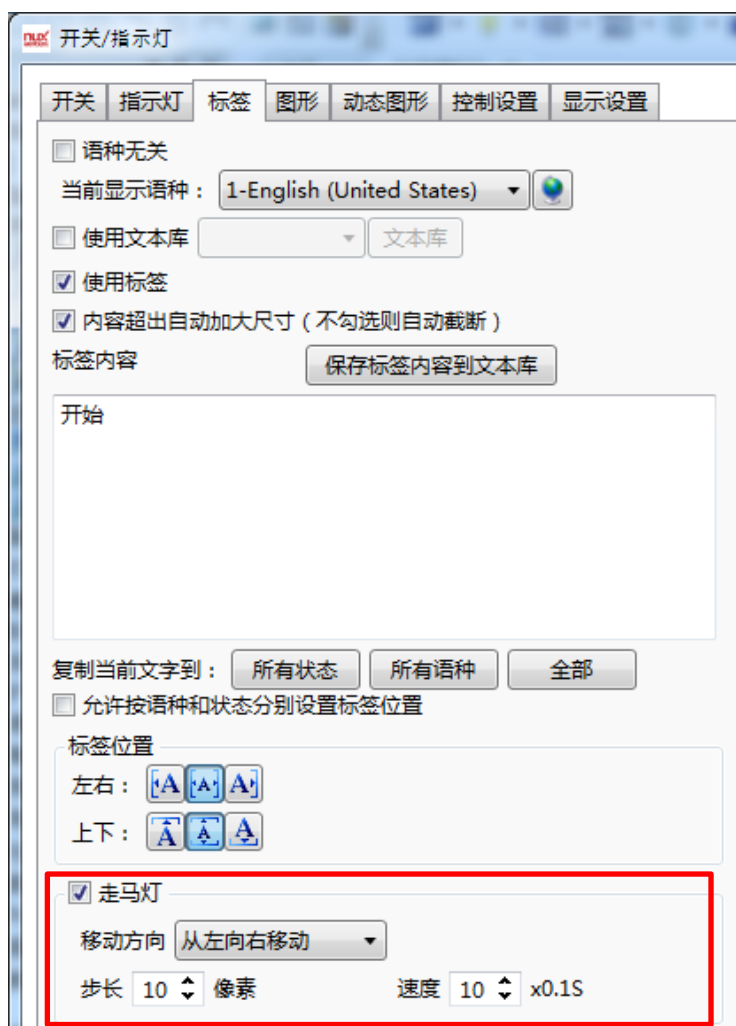 开关/指示灯
开关 指示灯 标签 图形 动态图形 控制设置 显示设置
语种无关
当前显示语种： 1-English (United States)
使用文本库 文本库
使用标签
内容超出自动加大尺寸（不勾选则自动截断）
标签内容 保存标签内容到文本库
开始
复制当前文字到： 所有状态 所有语种 全部
允许按语种和状态分别设置标签位置
标签位置
左右： A A A
上下： A A A
走马灯
移动方向 从左向右移动
步长 10 像素 速度 10 x0.1S